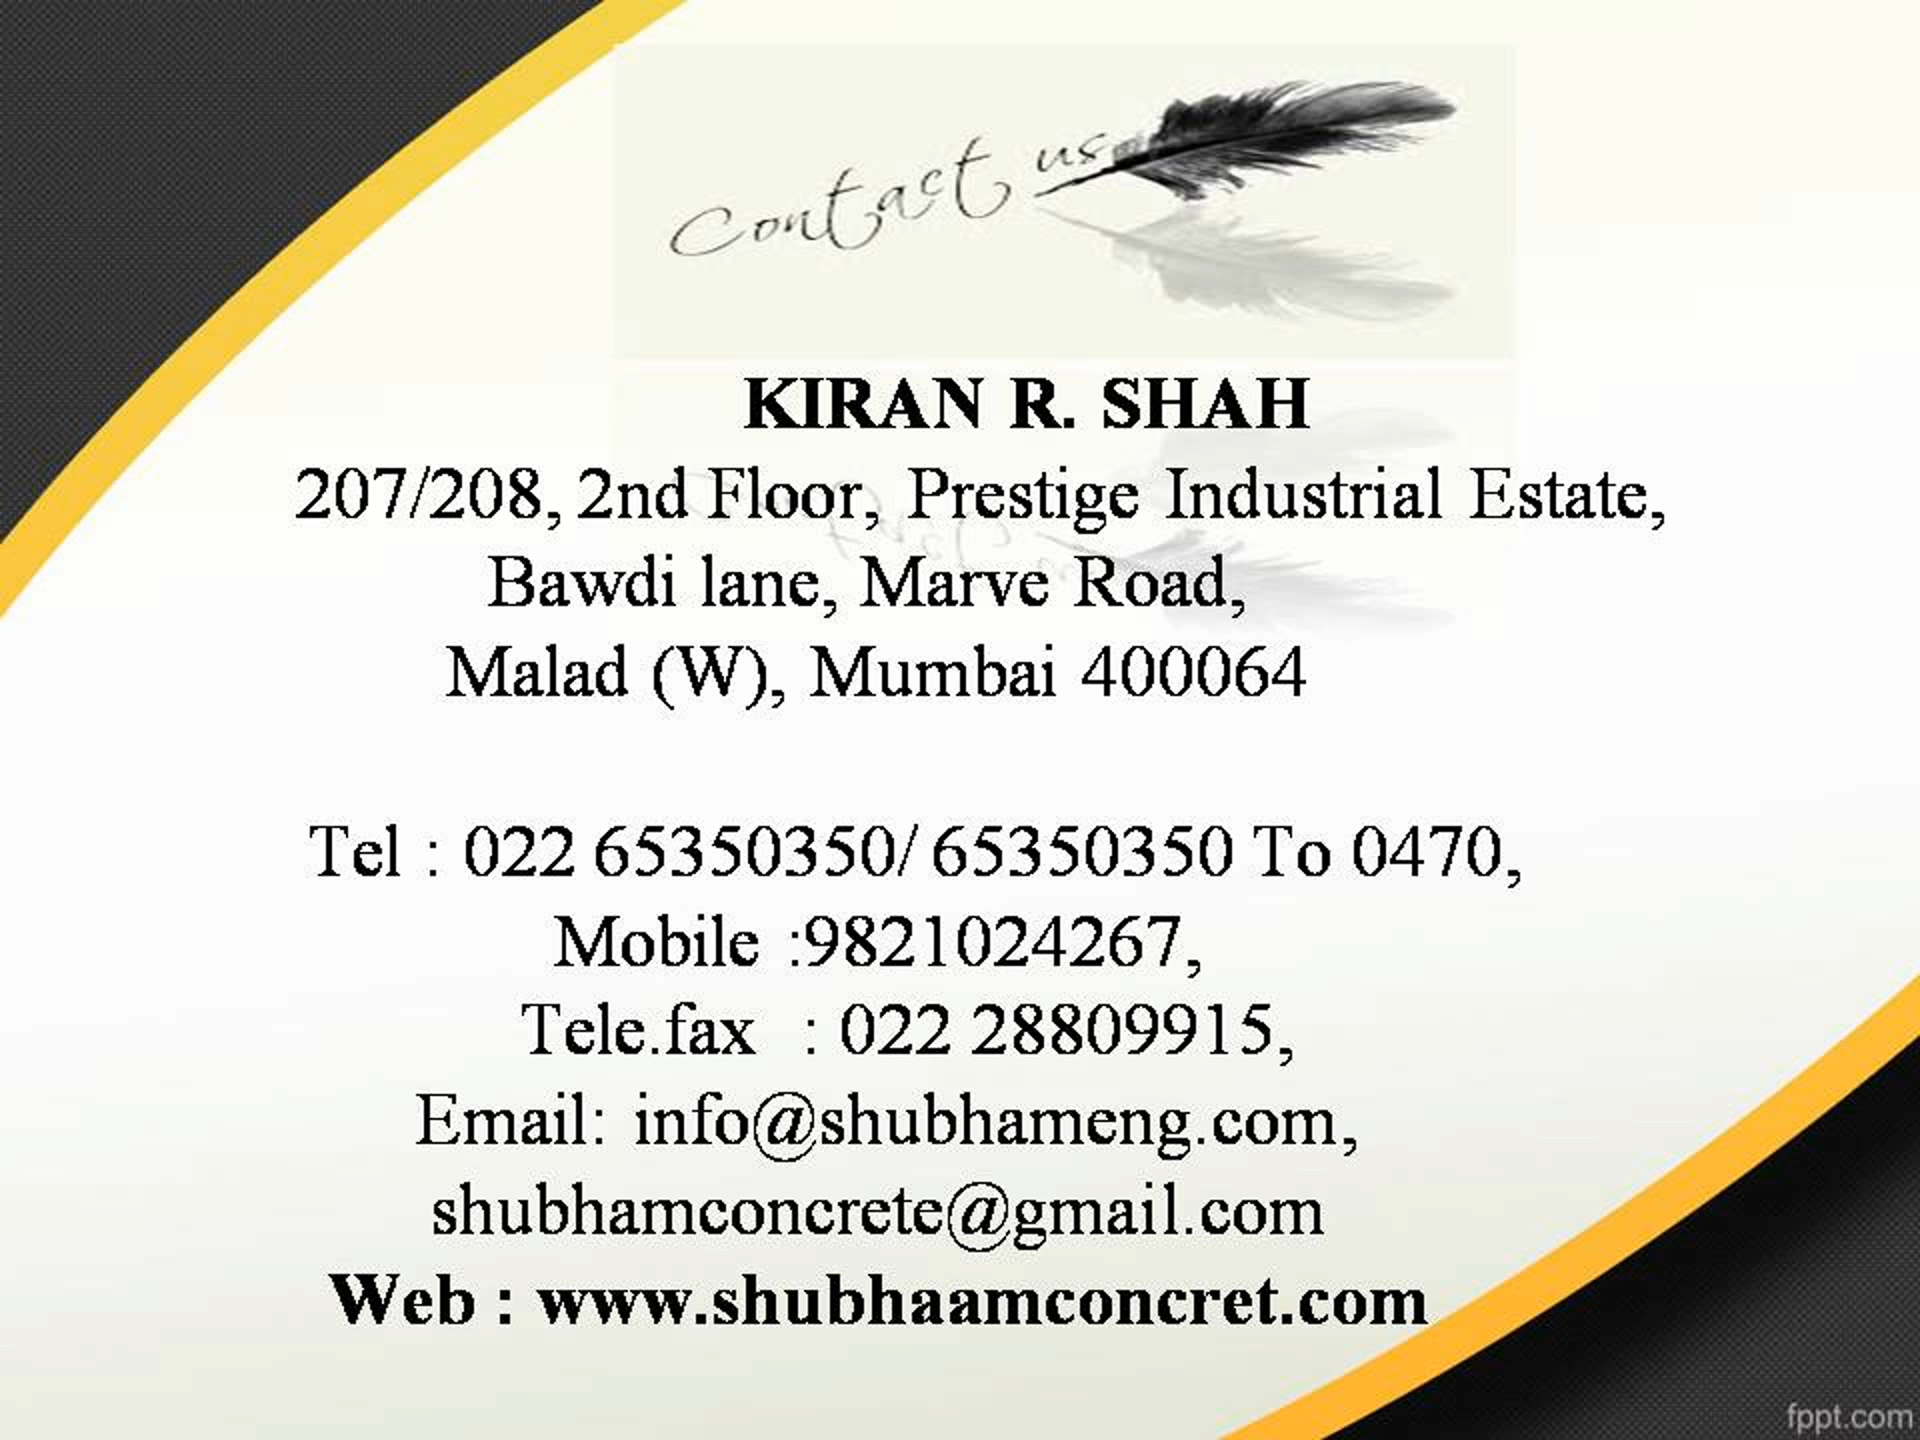 Contact us
KIRAN R. SHAH
207/208, 2nd Floor, Prestige Industrial Estate,
Bawdi lane, Marve Road,
Malad (W), Mumbai 400064
Tel : 022 65350350/ 65350350 To 0470,
Mobile :9821024267,
Tele.fax : 022 28809915,
Email: info@shubhameng.com,
shubhamconcrete@gmail.com
Web : www.shubhaamconcret.com
fppt.com